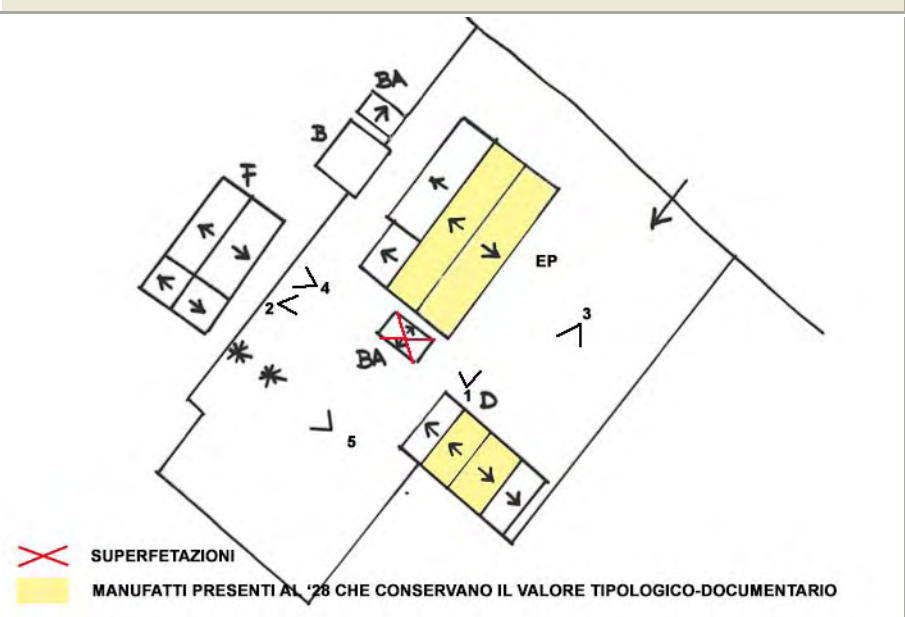 BA
B
F
EP
4
2
3
BA
1
D
5
SUPERFETAZIONI
MANUFATTI PRESENTI AL '28 CHE CONSERVANO IL VALORE TIPOLOGICO-DOCUMENTARIO